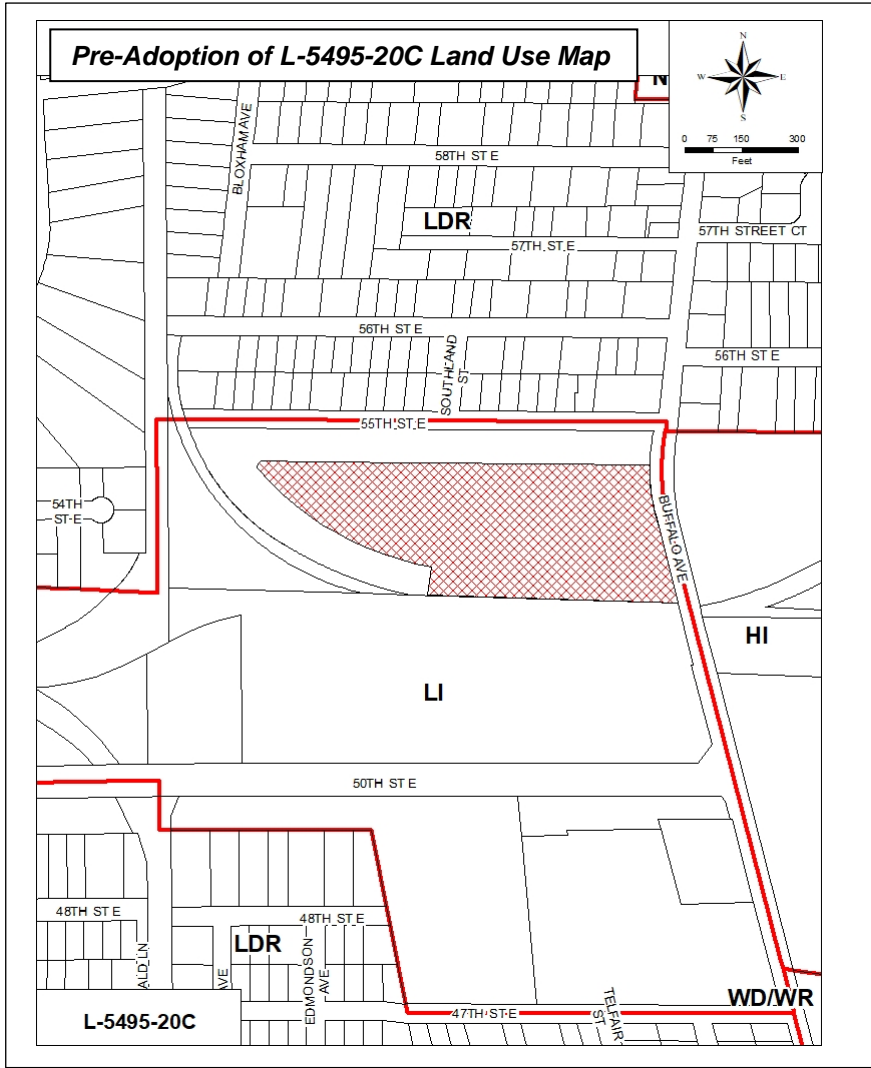 Pre-Adoption of L-5495-20C Land Use Map
N
W
E
S
0 75 150 300
Feet
BLOXHAM AVE
58TH ST E
LDR
57TH STREET CT
57TH ST E
56TH ST E
SOUTHLAND
ST
56TH ST E
55TH ST E
54TH
ST E
BUFFALO AVE
HI
LI
50TH ST E
48TH ST E
48TH ST E
LDR
ALD LN
AVE
EDMONDSON
AVE
WD/WR
TELFAIR
ST
47TH ST E
L-5495-20C